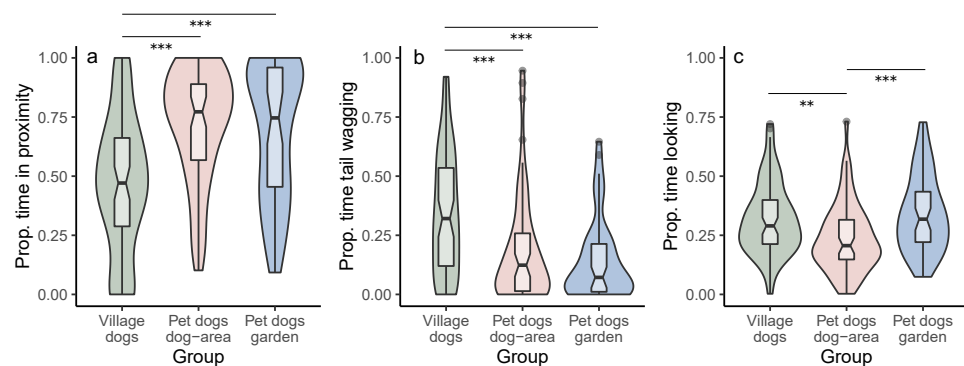 a
***
***
Prop. time in proximity
1.00
0.75
0.50
0.25
0.00
Village
dogs
Pet dogs
dog−area
Pet dogs
garden
Group
b
***
***
Prop. time tail wagging
1.00
0.75
0.50
0.25
0.00
Village
dogs
Pet dogs
dog−area
Pet dogs
garden
Group
c
***
**
Prop. time looking
1.00
0.75
0.50
0.25
0.00
Village
dogs
Pet dogs
dog−area
Pet dogs
garden
Group